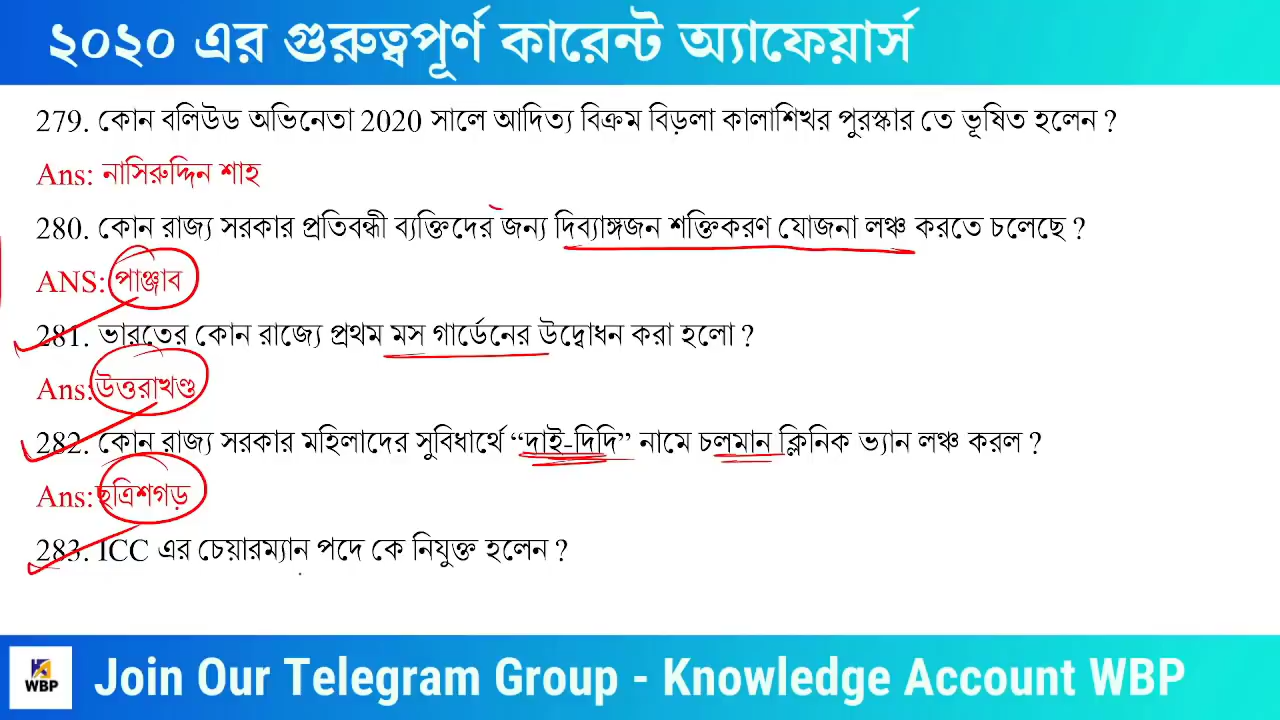 ২০২০ এর গুরুত্বপূর্ণ কারেন্ট অ্যাফেয়ার্স
279. কোন বলিউড অভিনেতা 2020 সালে আদিত্য বিক্রম বিড়লা কালাশিখর পুরস্কার তে ভূষিত হলেন ?
Ans: নাসিরুদ্দিন শাহ
280. কোন রাজ্য সরকার প্রতিবন্ধী ব্যক্তিদের জন্য দিব্যাঙ্গজন শক্তিকরণ যোজনা লঞ্চ করতে চলেছে ?
ANS: পাঞ্জাব
281. ভারতের কোন রাজ্যে প্রথম মস গার্ডেনের উদ্বোধন করা হলো ?
Ans: উত্তরাখণ্ড
282. কোন রাজ্য সরকার মহিলাদের সুবিধার্থে “দাই-দিদি” নামে চলমান ক্লিনিক ভ্যান লঞ্চ করল ?
Ans: ছত্রিশগড়
283. ICC এর চেয়ারম্যান পদে কে নিযুক্ত হলেন ?
WBP
Join Our Telegram Group - Knowledge Account WBP